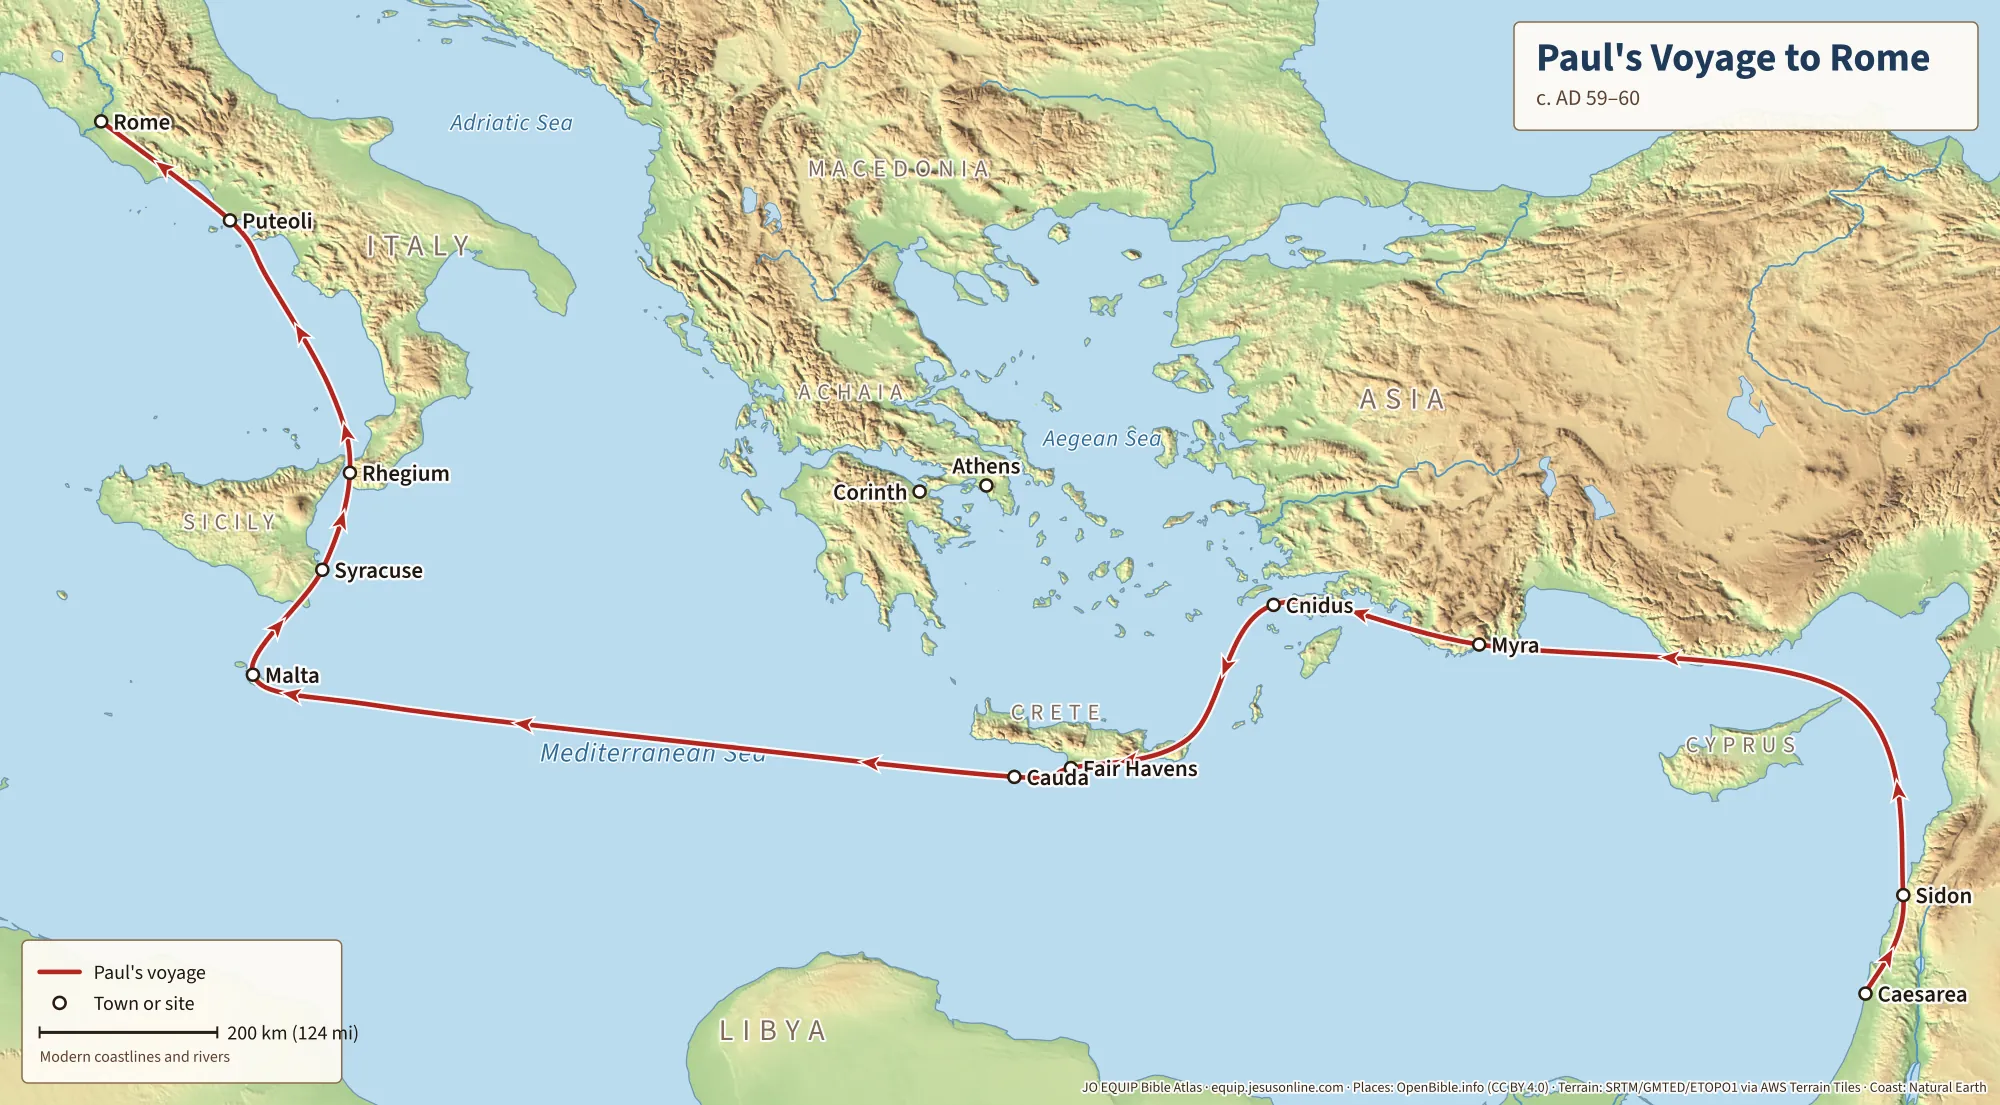 Paul's Voyage to Rome
c. AD 59–60
Adriatic Sea
Rome
MACEDONIA
Puteoli
ITALY
ACHAIA
ASIA
Aegean Sea
Athens
Corinth
Rhegium
SICILY
Syracuse
Cnidus
Myra
Malta
CRETE
CYPRUS
Mediterranean Sea
Fair Havens
Cauda
Sidon
Caesarea
LIBYA
Paul's voyage
Town or site
200 km (124 mi)
Modern coastlines and rivers
JO EQUIP Bible Atlas · equip.jesusonline.com · Places: OpenBible.info (CC BY 4.0) · Terrain: SRTM/GMTED/ETOPO1 via AWS Terrain Tiles · Coast: Natural Earth